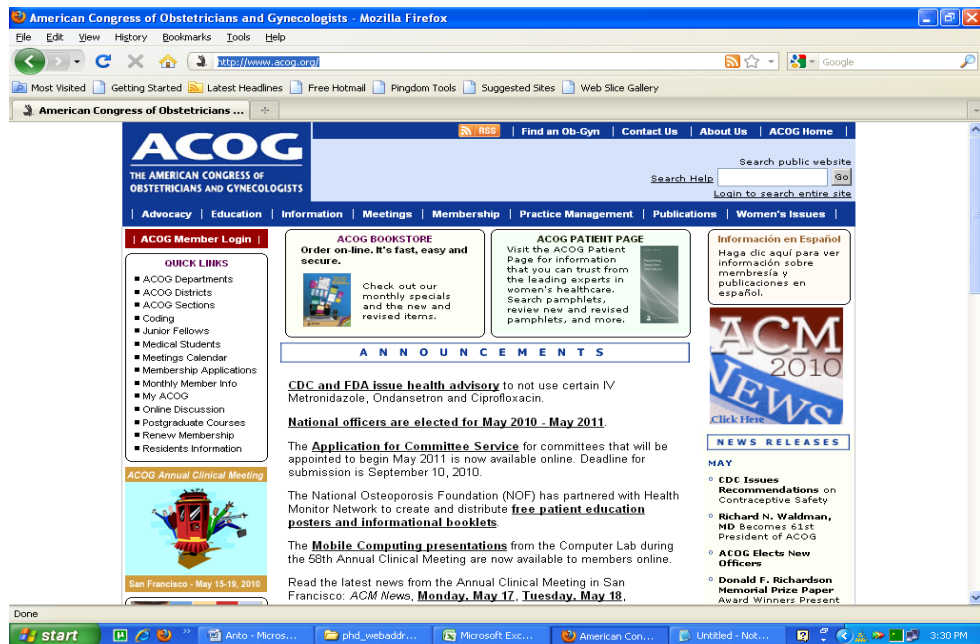 American Congress of Obstetricians and Gynecologists - Mozilla Firefox
File Edit View History Bookmarks Tools Help
http://www.acog.org/
Google
Most Visited Getting Started Latest Headlines Free Hotmail Pingdom Tools Suggested Sites Web Slice Gallery
American Congress of Obstetricians ...
RSS | Find an Ob-Gyn | Contact Us | About Us | ACOG Home |
ACOG
THE AMERICAN CONGRESS OF
OBSTETRICIANS AND GYNECOLOGISTS
Search public website
Search Help Go
Login to search entire site
| Advocacy | Education | Information | Meetings | Membership | Practice Management | Publications | Women's Issues |
| ACOG Member Login |
QUICK LINKS
ACOG Departments
ACOG Districts
ACOG Sections
Coding
Junior Fellows
Medical Students
Meetings Calendar
Membership Applications
Monthly Member Info
My ACOG
Online Discussion
Postgraduate Courses
Renew Membership
Residents Information
ACOG Annual Clinical Meeting
San Francisco - May 15-19, 2010
ACOG BOOKSTORE
Order on-line. It's fast, easy and
secure.
Check out our
monthly specials
and the new and
revised items.
ACOG PATIENT PAGE
Visit the ACOG Patient
Page for information
that you can trust from
the leading experts in
women's healthcare.
Search pamphlets,
review new and revised
pamphlets, and more.
ANNOUNCEMENTS
CDC and FDA issue health advisory to not use certain IV
Metronidazole, Ondansetron and Ciprofloxacin.
National officers are elected for May 2010 - May 2011.
The Application for Committee Service for committees that will be
appointed to begin May 2011 is now available online. Deadline for
submission is September 10, 2010.
The National Osteoporosis Foundation (NOF) has partnered with Health
Monitor Network to create and distribute free patient education
posters and informational booklets.
The Mobile Computing presentations from the Computer Lab during
the 58th Annual Clinical Meeting are now available to members online.
Read the latest news from the Annual Clinical Meeting in San
Francisco: ACM News, Monday, May 17, Tuesday, May 18,
Información en Español
Haga clic aquí para ver
información sobre
membresía y
publicaciones en
español.
ACM
2010
NEWS
Click Here
NEWS RELEASES
MAY
CDC Issues
Recommendations on
Contraceptive Safety
Richard N. Waldman,
MD Becomes 61st
President of ACOG
ACOG Elects New
Officers
Donald F. Richardson
Memorial Prize Paper
Award Winners Present
Done
start Anto - Micros... phd_webaddr... Microsoft Exc... American Con... Untitled - Not... 3:30 PM